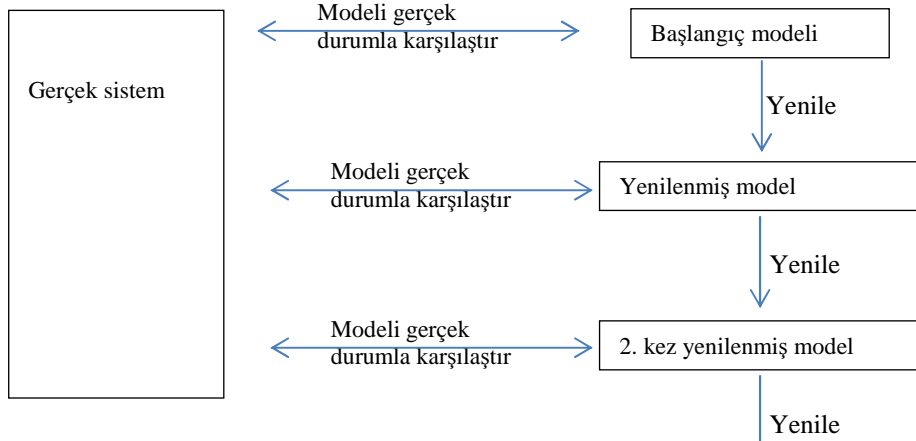 Modeli gerçek
durumla karşılaştır
Başlangıç modeli
Gerçek sistem
Yenile
Modeli gerçek
durumla karşılaştır
Yenilenmiş model
Yenile
Modeli gerçek
durumla karşılaştır
2. kez yenilenmiş model
Yenile